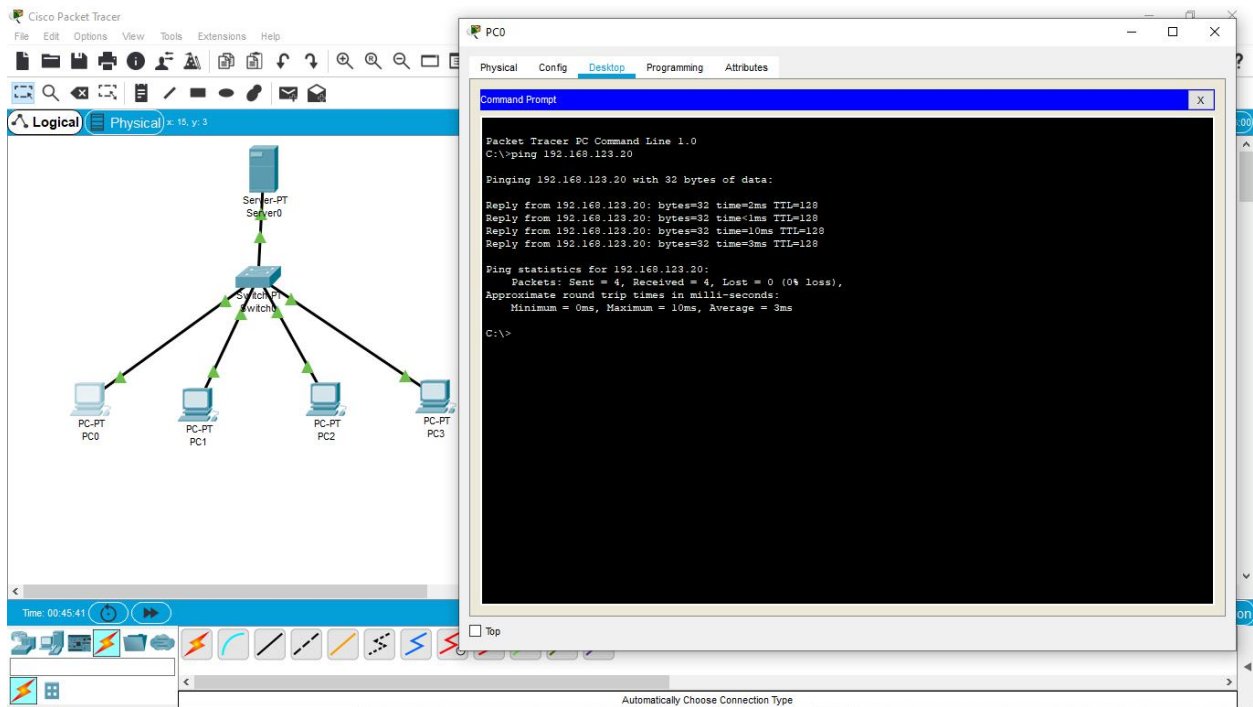 Cisco Packet Tracer
File Edit Options View Tools Extensions Help
Logical Physical x: 15, y: 3
Server-PT
Server0
Switch-PT
Switch0
PC-PT
PC0
PC-PT
PC1
PC-PT
PC2
PC-PT
PC3
Time: 00:45:41
PC0
Physical Config Desktop Programming Attributes
Command Prompt X
Packet Tracer PC Command Line 1.0
C:\>ping 192.168.123.20
Pinging 192.168.123.20 with 32 bytes of data:
Reply from 192.168.123.20: bytes=32 time=2ms TTL=128
Reply from 192.168.123.20: bytes=32 time<1ms TTL=128
Reply from 192.168.123.20: bytes=32 time=10ms TTL=128
Reply from 192.168.123.20: bytes=32 time=3ms TTL=128
Ping statistics for 192.168.123.20:
Packets: Sent = 4, Received = 4, Lost = 0 (0% loss),
Approximate round trip times in milli-seconds:
Minimum = 0ms, Maximum = 10ms, Average = 3ms
C:\>
Top
Automatically Choose Connection Type